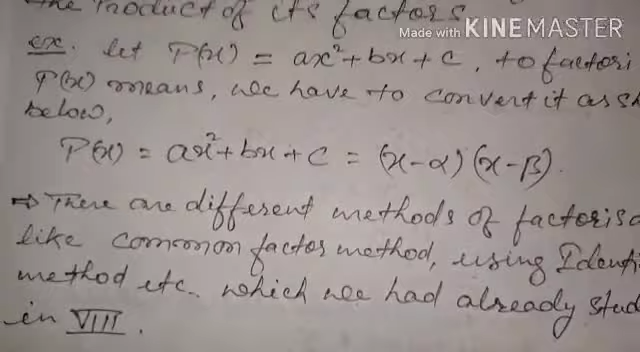 the Product of its factors
Made with KINEMASTER
ex. let P(x) = ax²+bx+c, to factori
P(x) means, we have to convert it as sh
below,
P(x) = ax²+bx+c = (x-α)(x-β).
⇒ There are different methods of factorisa
like common factor method, using Identi
method etc. which we had already stud
in VIII.